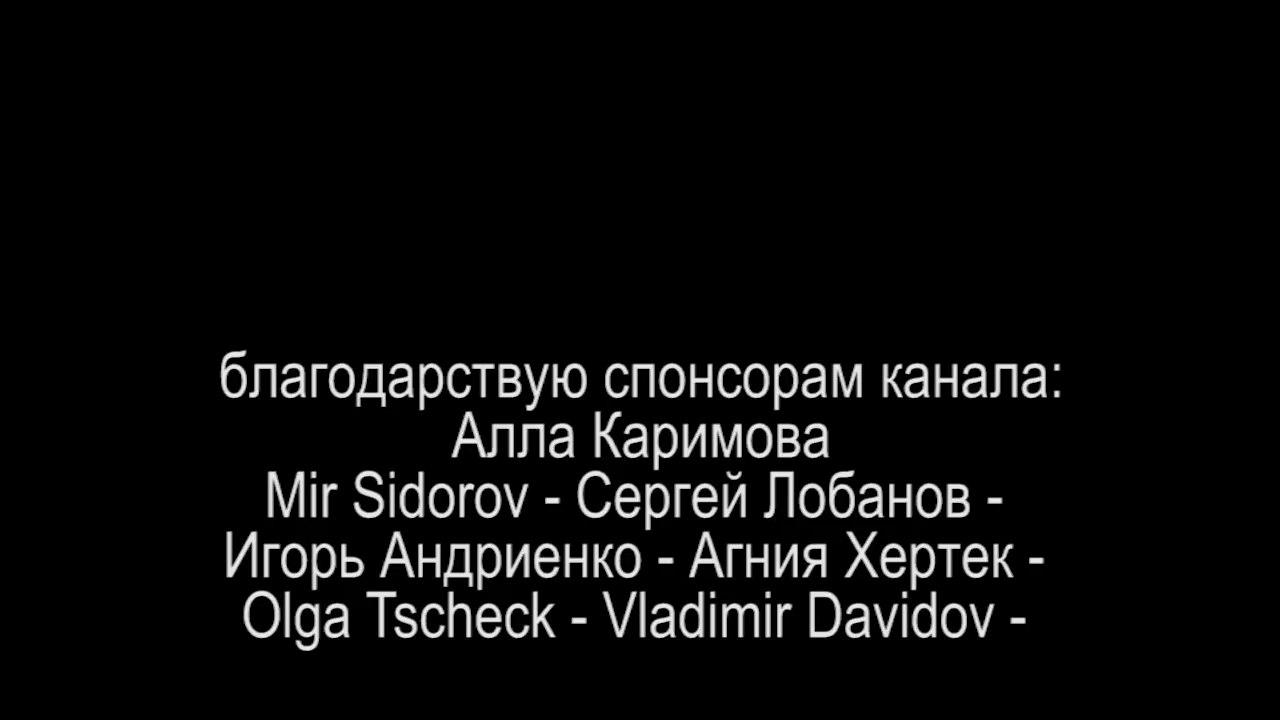 благодарствую спонсорам канала:
Алла Каримова
Mir Sidorov - Сергей Лобанов -
Игорь Андриенко - Агния Хертек -
Olga Tscheck - Vladimir Davidov -